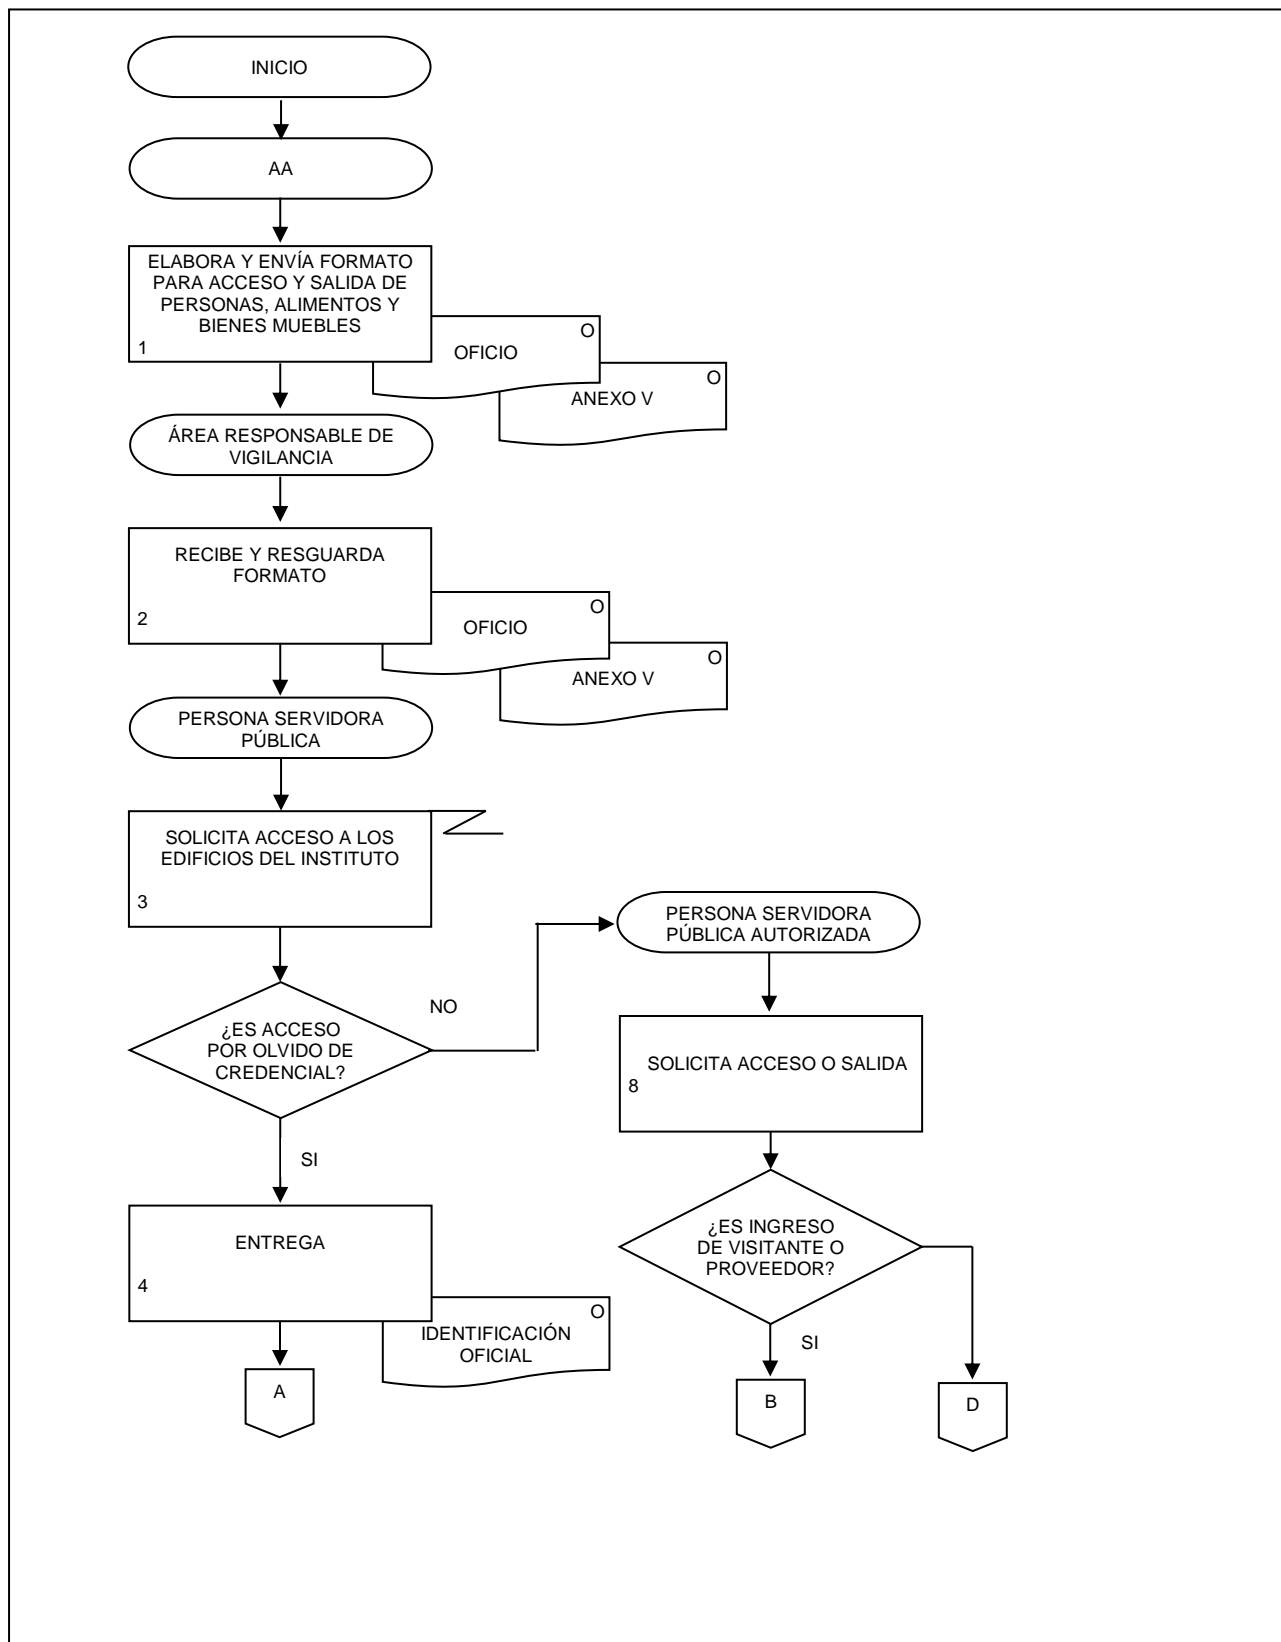 INICIO
AA
ELABORA Y ENVÍA FORMATO
PARA ACCESO Y SALIDA DE
PERSONAS, ALIMENTOS Y
BIENES MUEBLES
1
O
OFICIO
O
ANEXO V
ÁREA RESPONSABLE DE
VIGILANCIA
RECIBE Y RESGUARDA
FORMATO
2
O
OFICIO
O
ANEXO V
PERSONA SERVIDORA
PÚBLICA
SOLICITA ACCESO A LOS
EDIFICIOS DEL INSTITUTO
3
¿ES ACCESO
POR OLVIDO DE
CREDENCIAL?
NO
SI
ENTREGA
4
O
IDENTIFICACIÓN
OFICIAL
A
PERSONA SERVIDORA
PÚBLICA AUTORIZADA
SOLICITA ACCESO O SALIDA
8
¿ES INGRESO
DE VISITANTE O
PROVEEDOR?
SI
B
D